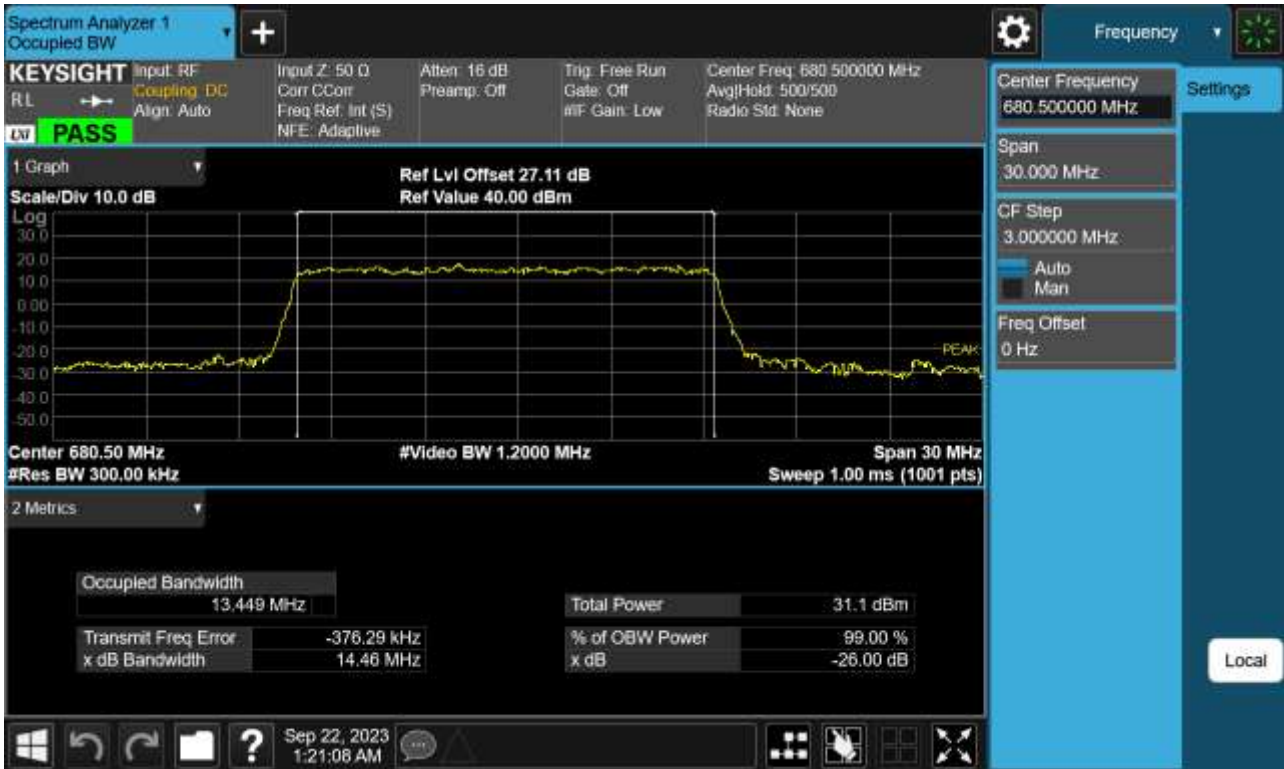 Spectrum Analyzer 1
Occupied BW
+
Frequency
KEYSIGHT
RL
LXI
PASS
Input: RF
Coupling: DC
Align: Auto
Input Z: 50 Ω
Corr CCorr
Freq Ref: Int (S)
NFE: Adaptive
Atten: 16 dB
Preamp: Off
Trig: Free Run
Gate: Off
#IF Gain: Low
Center Freq: 680.500000 MHz
Avg|Hold: 500/500
Radio Std: None
Center Frequency
680.500000 MHz
Settings
Span
30.000 MHz
CF Step
3.000000 MHz
Auto
Man
Freq Offset
0 Hz
Local
1 Graph
Scale/Div 10.0 dB
Ref Lvl Offset 27.11 dB
Ref Value 40.00 dBm
Log
30.0
20.0
10.0
0.00
-10.0
-20.0
-30.0
-40.0
-50.0
PEAK
Center 680.50 MHz
#Video BW 1.2000 MHz
Span 30 MHz
#Res BW 300.00 kHz
Sweep 1.00 ms (1001 pts)
2 Metrics
Occupied Bandwidth
13.449 MHz
Total Power 31.1 dBm
Transmit Freq Error -376.29 kHz
% of OBW Power 99.00 %
x dB Bandwidth 14.46 MHz
x dB -26.00 dB
?
Sep 22, 2023
1:21:08 AM